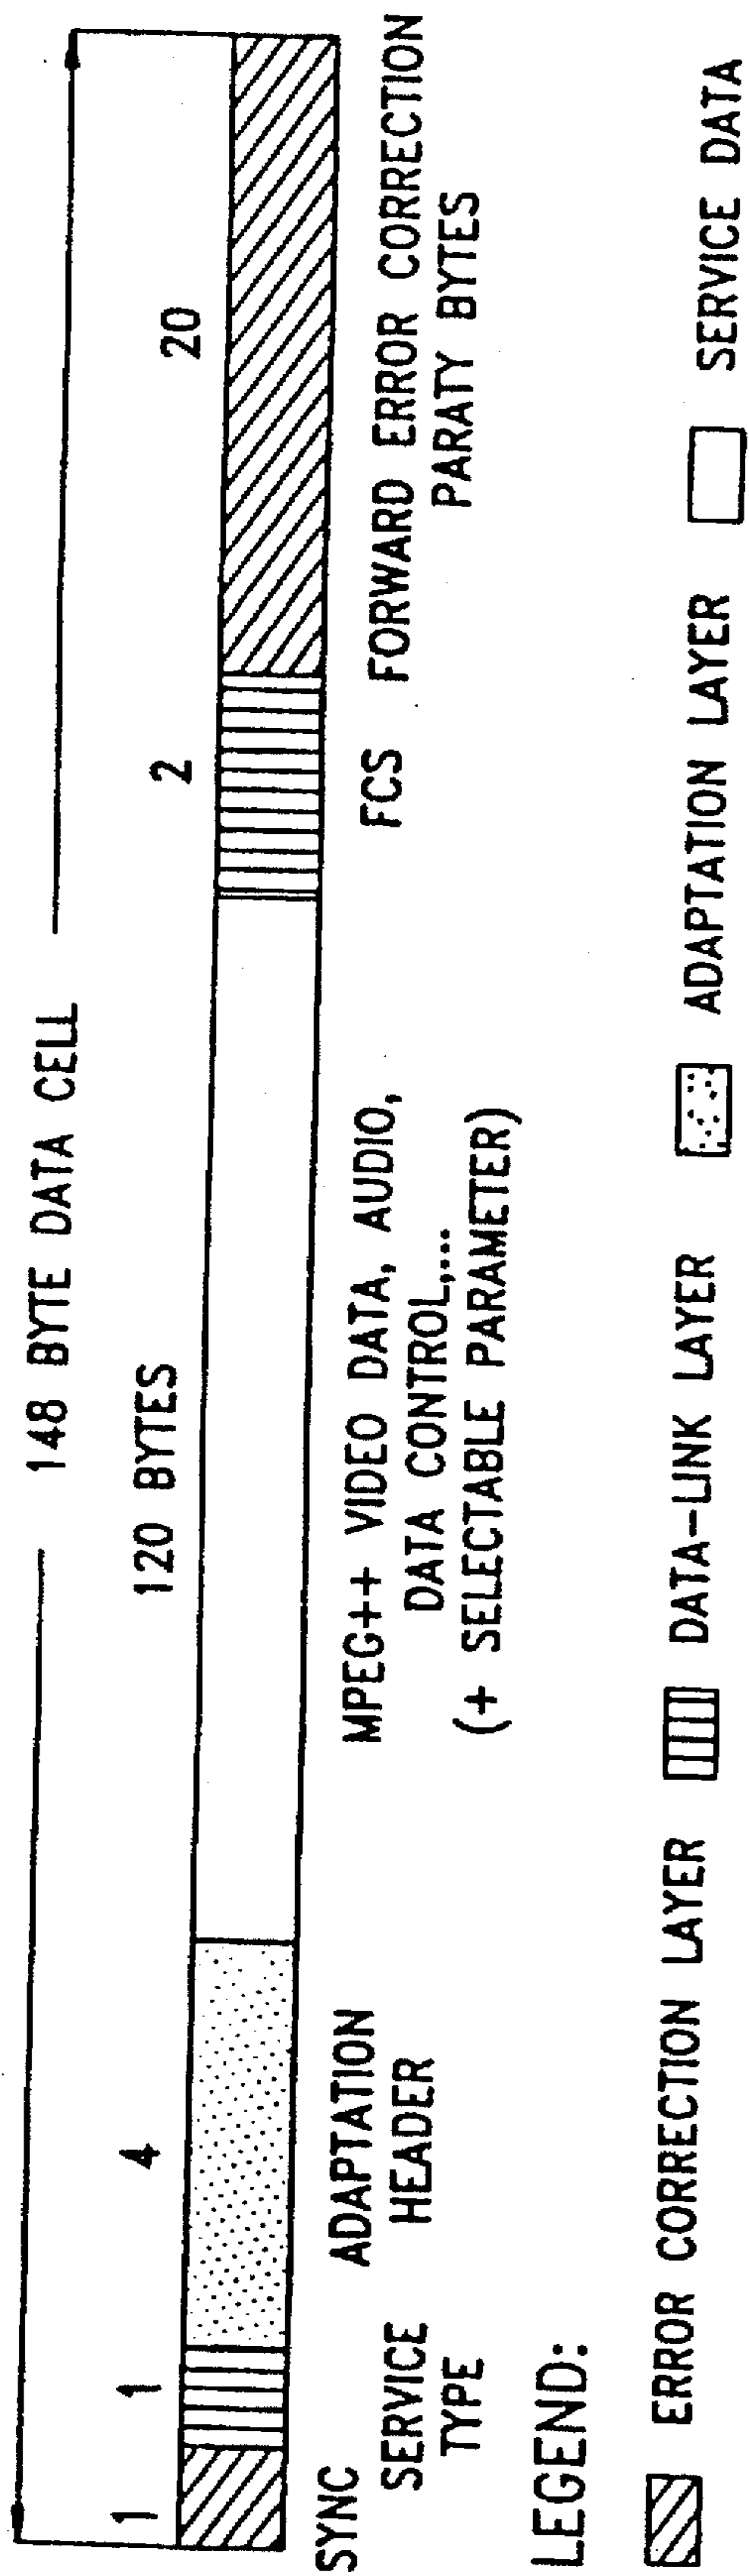 148 BYTE DATA CELL
1 1 4 120 BYTES 2 20
SYNC
SERVICE
TYPE
ADAPTATION
HEADER
MPEG++ VIDEO DATA, AUDIO,
DATA CONTROL,...
(+ SELECTABLE PARAMETER)
FCS
FORWARD ERROR CORRECTION
PARATY BYTES
LEGEND:
ERROR CORRECTION LAYER
DATA-LINK LAYER
ADAPTATION LAYER
SERVICE DATA